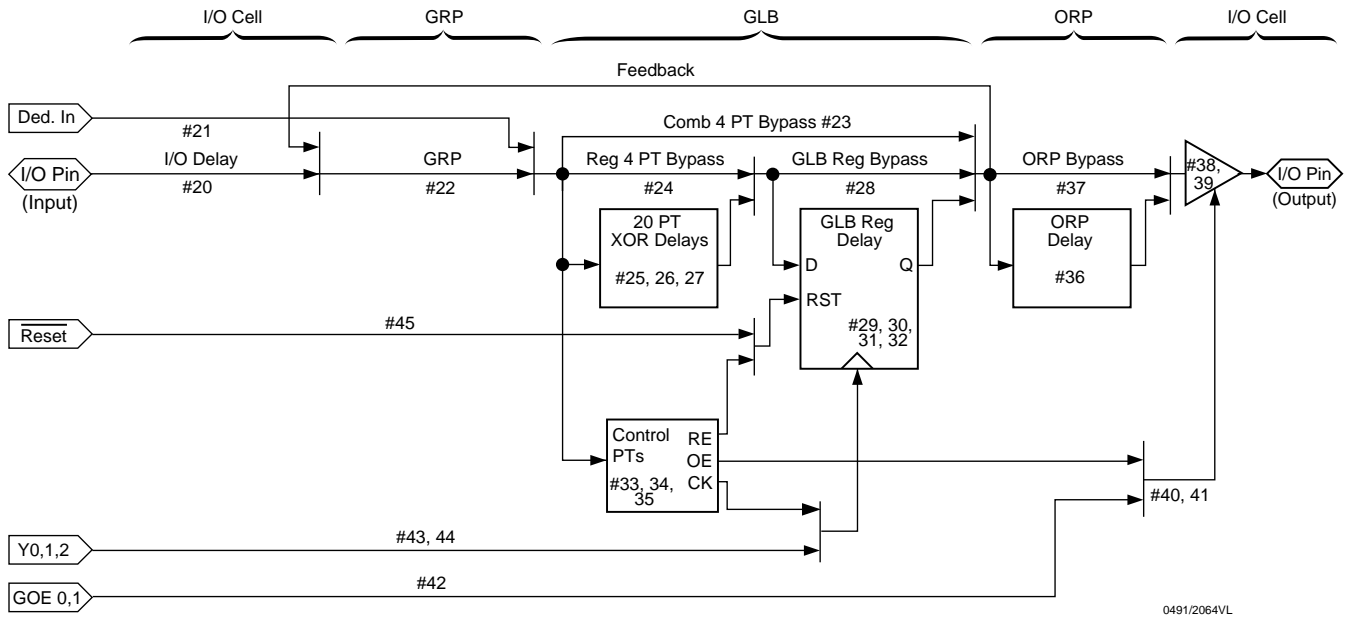 I/O Cell
GRP
GLB
ORP
I/O Cell
Feedback
Ded. In
#21
Comb 4 PT Bypass #23
I/O Pin
(Input)
I/O Delay
#20
GRP
#22
Reg 4 PT Bypass
#24
GLB Reg Bypass
#28
ORP Bypass
#37
#38,
39
I/O Pin
(Output)
20 PT
XOR Delays
#25, 26, 27
GLB Reg
Delay
D
Q
RST
#29, 30,
31, 32
ORP
Delay
#36
Reset
#45
Control
PTs
RE
OE
CK
#33, 34,
35
#40, 41
Y0,1,2
#43, 44
GOE 0,1
#42
0491/2064VL